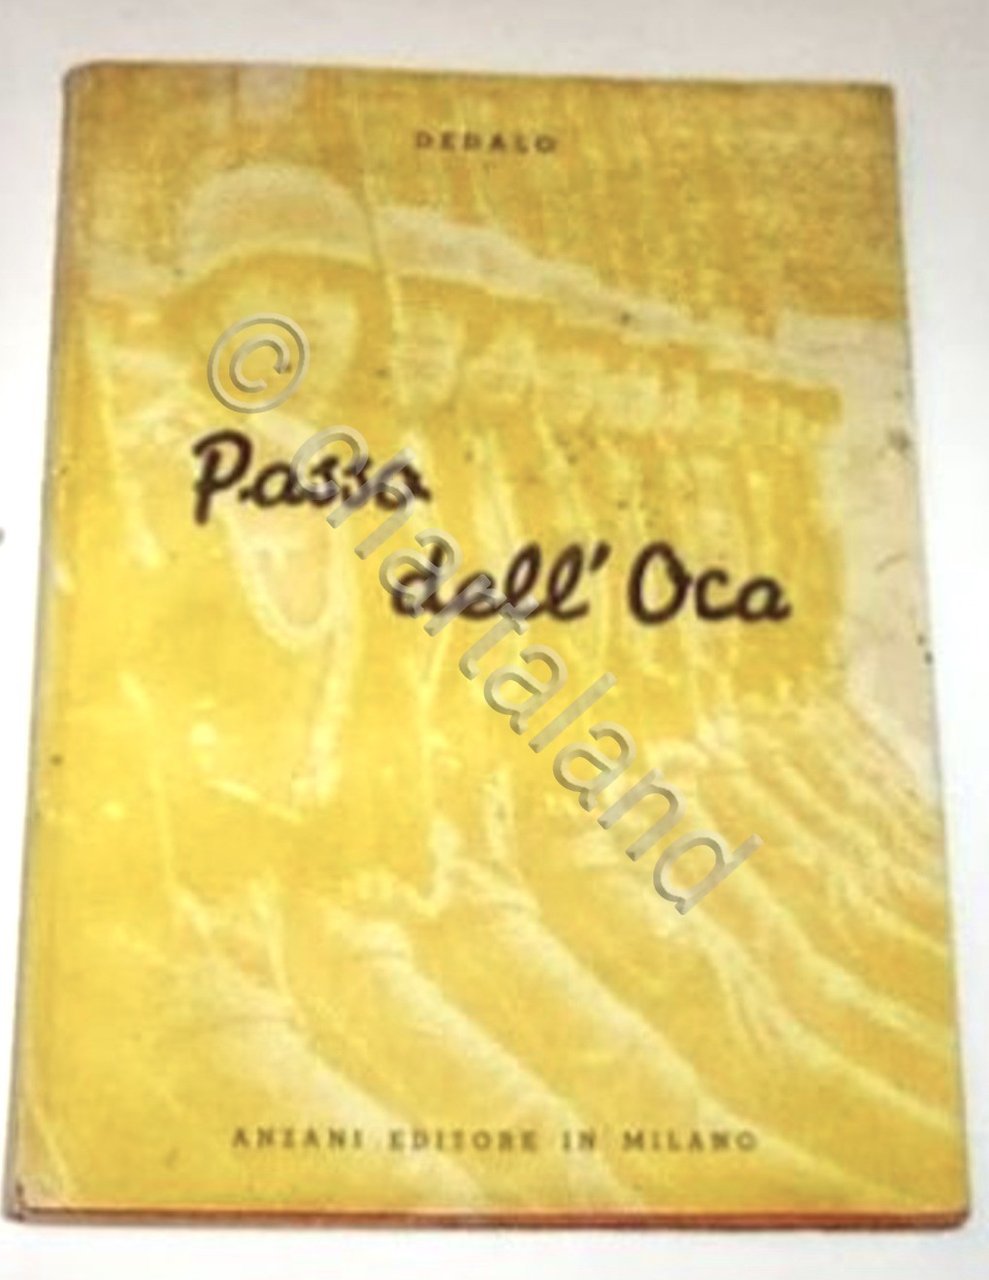 DEDALO
Passo
dell' Oca
© chartaland
ANZANI EDITORE IN MILANO